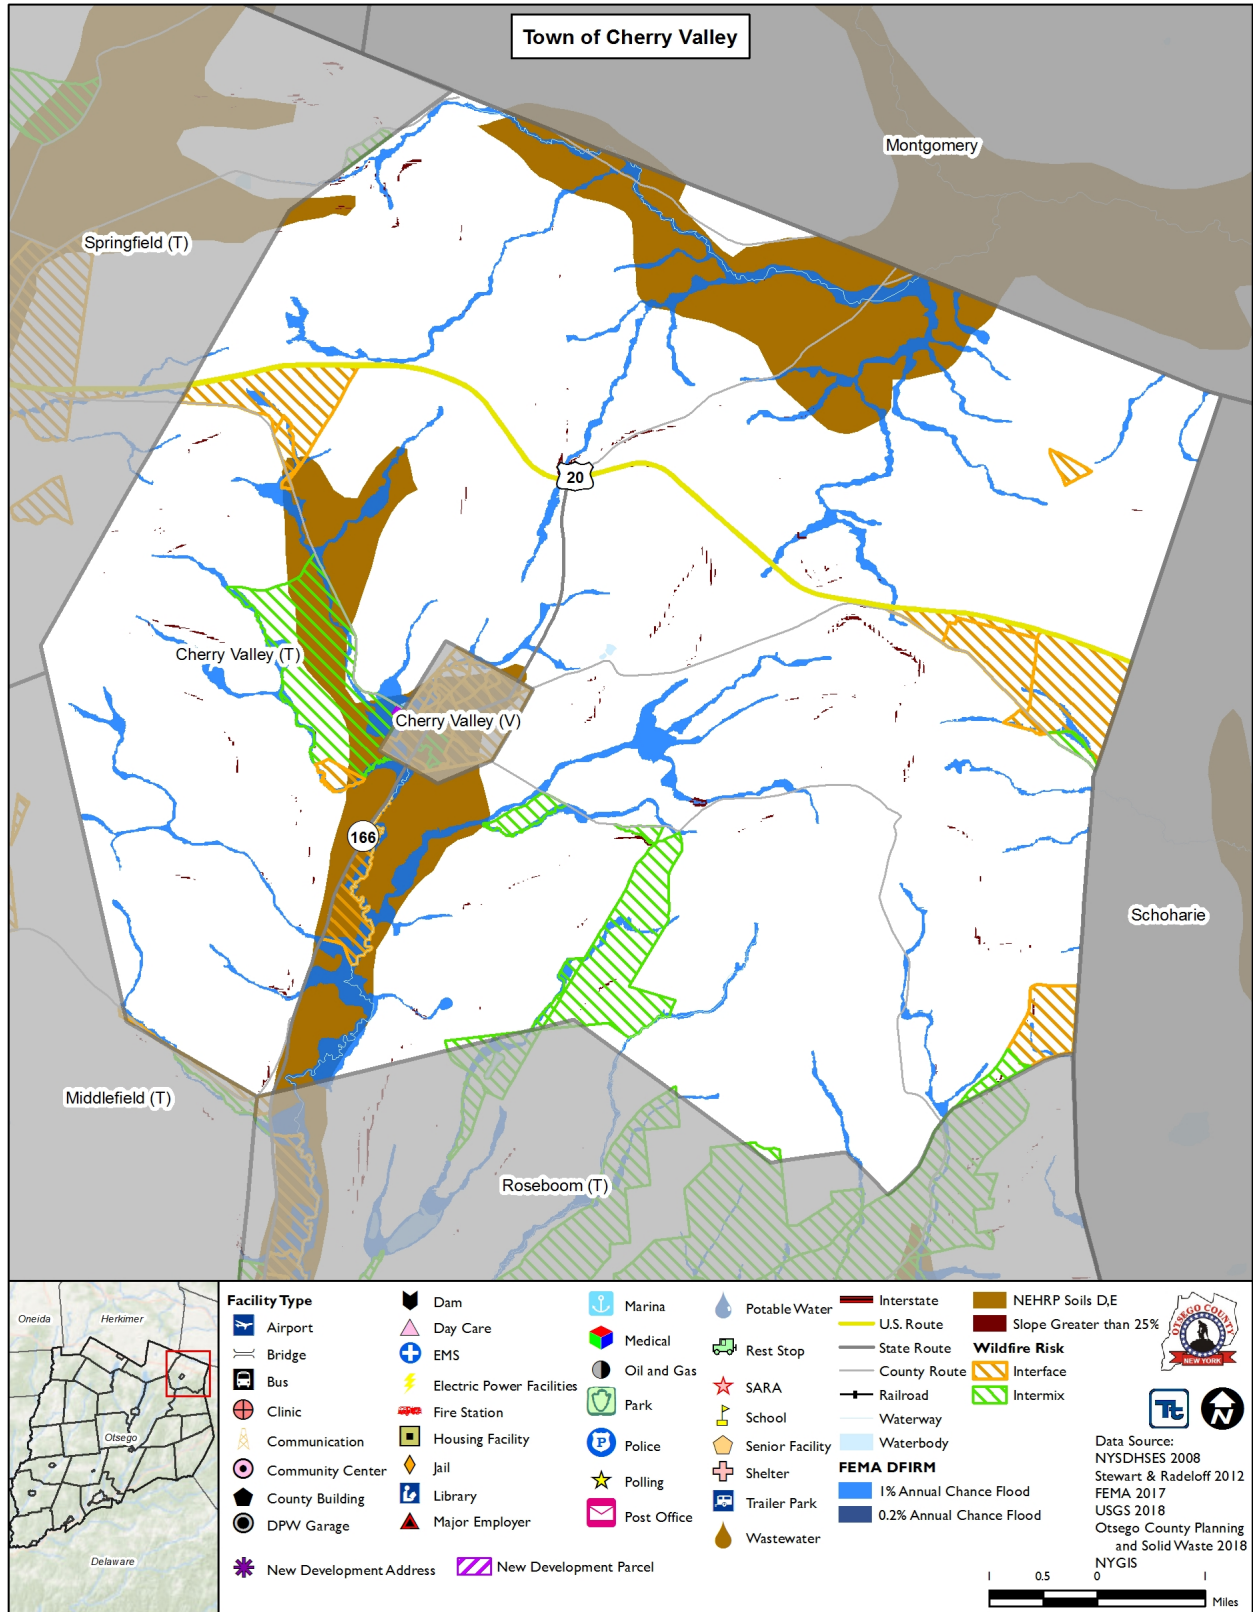 Town of Cherry Valley
Montgomery
Springfield (T)
20
Cherry Valley (T)
Cherry Valley (V)
166
Schoharie
Middlefield (T)
Roseboom (T)
Oneida
Herkimer
Otsego
Delaware
Facility Type
Airport
Bridge
Bus
Clinic
Communication
Community Center
County Building
DPW Garage
New Development Address
Dam
Day Care
EMS
Electric Power Facilities
Fire Station
Housing Facility
Jail
Library
Major Employer
New Development Parcel
Marina
Medical
Oil and Gas
Park
P
Police
Polling
Post Office
Potable Water
Rest Stop
SARA
School
Senior Facility
Shelter
Trailer Park
Wastewater
Interstate
U.S. Route
State Route
County Route
Railroad
Waterway
Waterbody
FEMA DFIRM
1% Annual Chance Flood
0.2% Annual Chance Flood
NEHRP Soils D,E
Slope Greater than 25%
Wildfire Risk
Interface
Intermix
OTSEGO COUNTY
NEW YORK
Tt
N
Data Source:
NYSDHSES 2008
Stewart & Radeloff 2012
FEMA 2017
USGS 2018
Otsego County Planning
and Solid Waste 2018
NYGIS
1 0.5 0 1
Miles